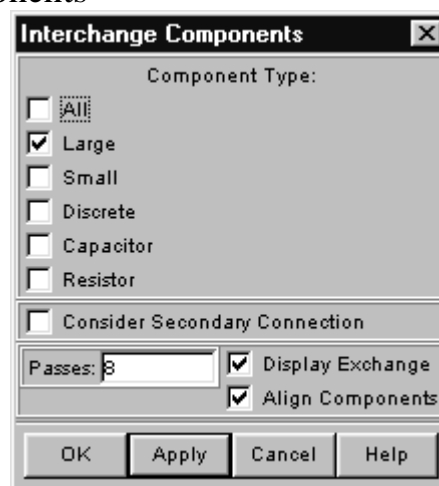 onents
Interchange Components
Component Type:
All
Large
Small
Discrete
Capacitor
Resistor
Consider Secondary Connection
Passes: 8 Display Exchange
Align Components
OK Apply Cancel Help